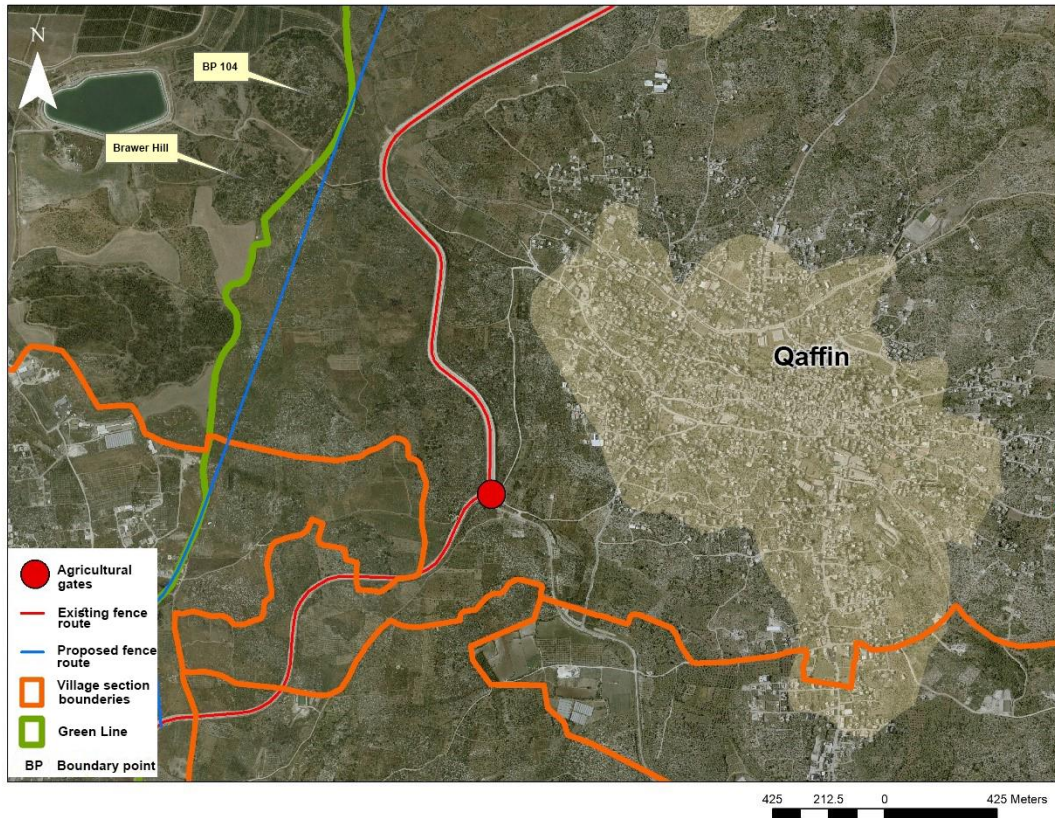 N
BP 104
Brawer Hill
Qaffin
Agricultural
gates
Existing fence
route
Proposed fence
route
Village section
bounderies
Green Line
BP Boundary point
425 212.5 0 425 Meters